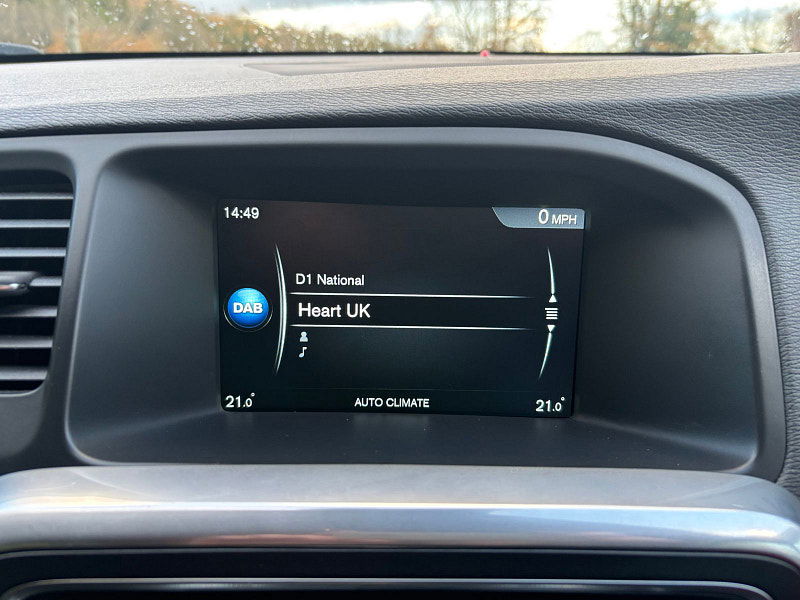 14:49
0 MPH
D1 National
DAB
Heart UK
21.0°
AUTO CLIMATE
21.0°